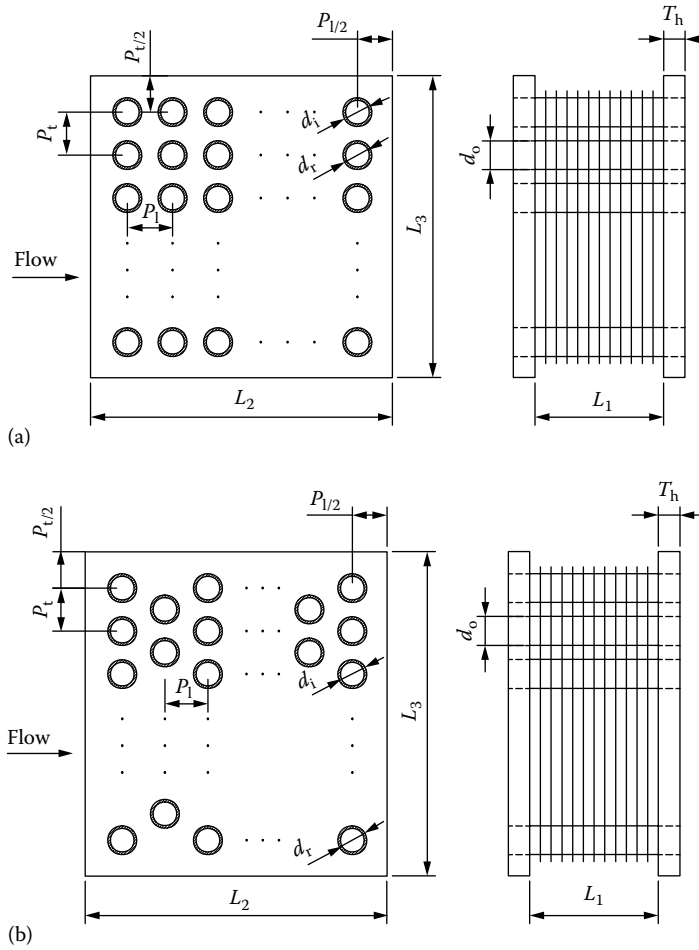 P_l/2
T_h
P_t/2
P_t
d_i
d_r
d_o
P_l
L_3
Flow
L_2
L_1
(a)
P_l/2
T_h
P_t/2
P_t
d_o
d_i
P_l
L_3
Flow
d_r
L_2
L_1
(b)